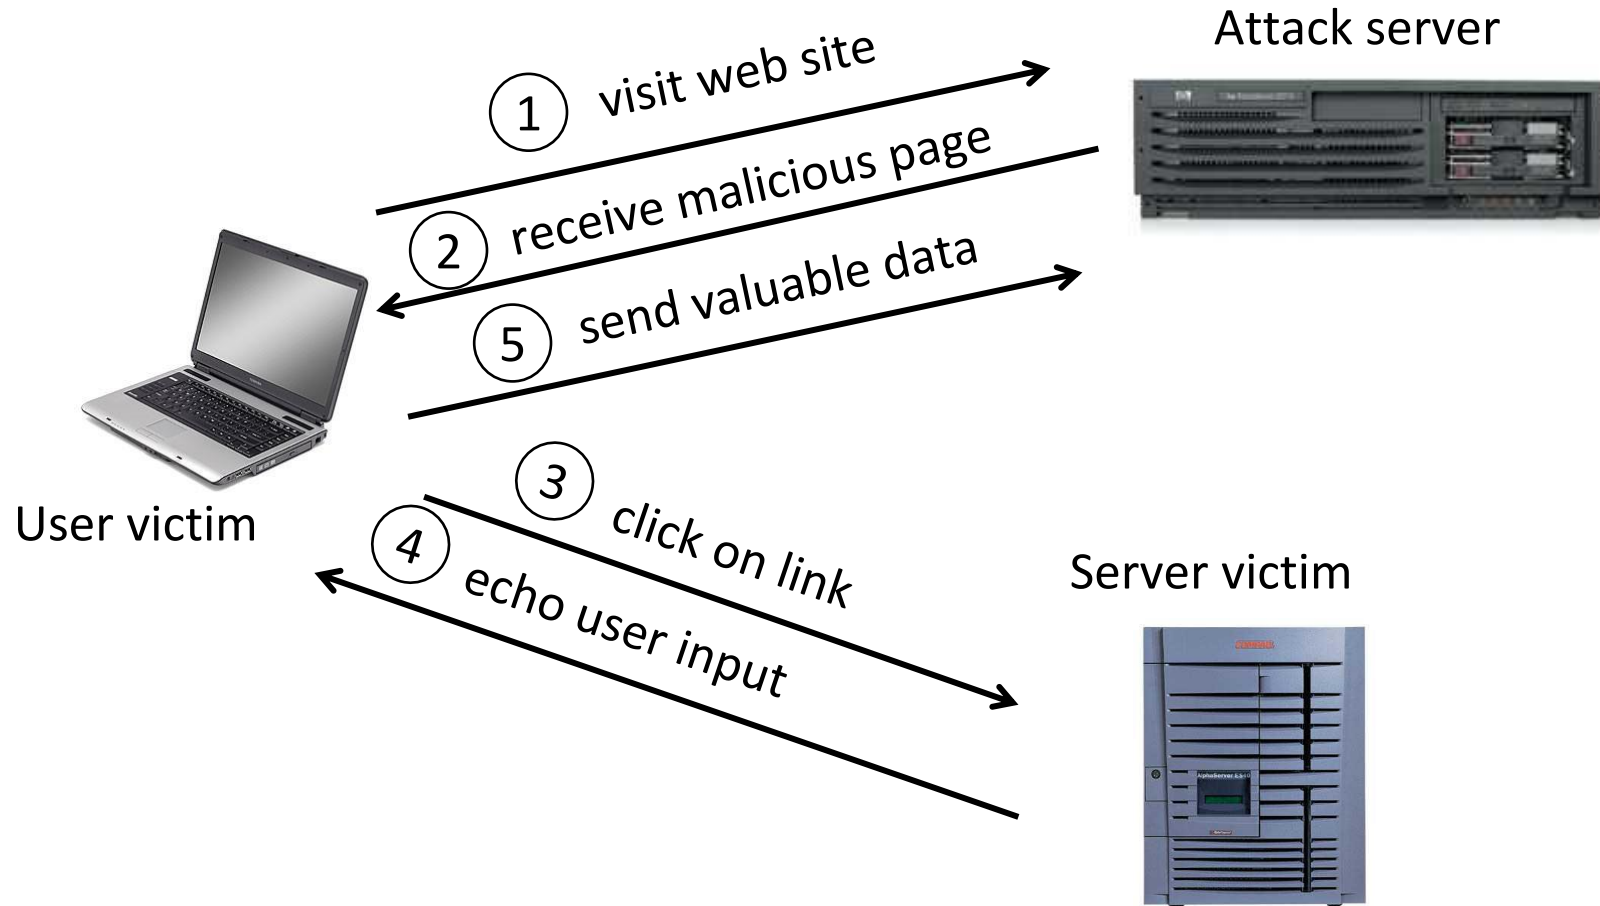 Attack server
1 visit web site
2 receive malicious page
5 send valuable data
User victim
3 click on link
4 echo user input
Server victim